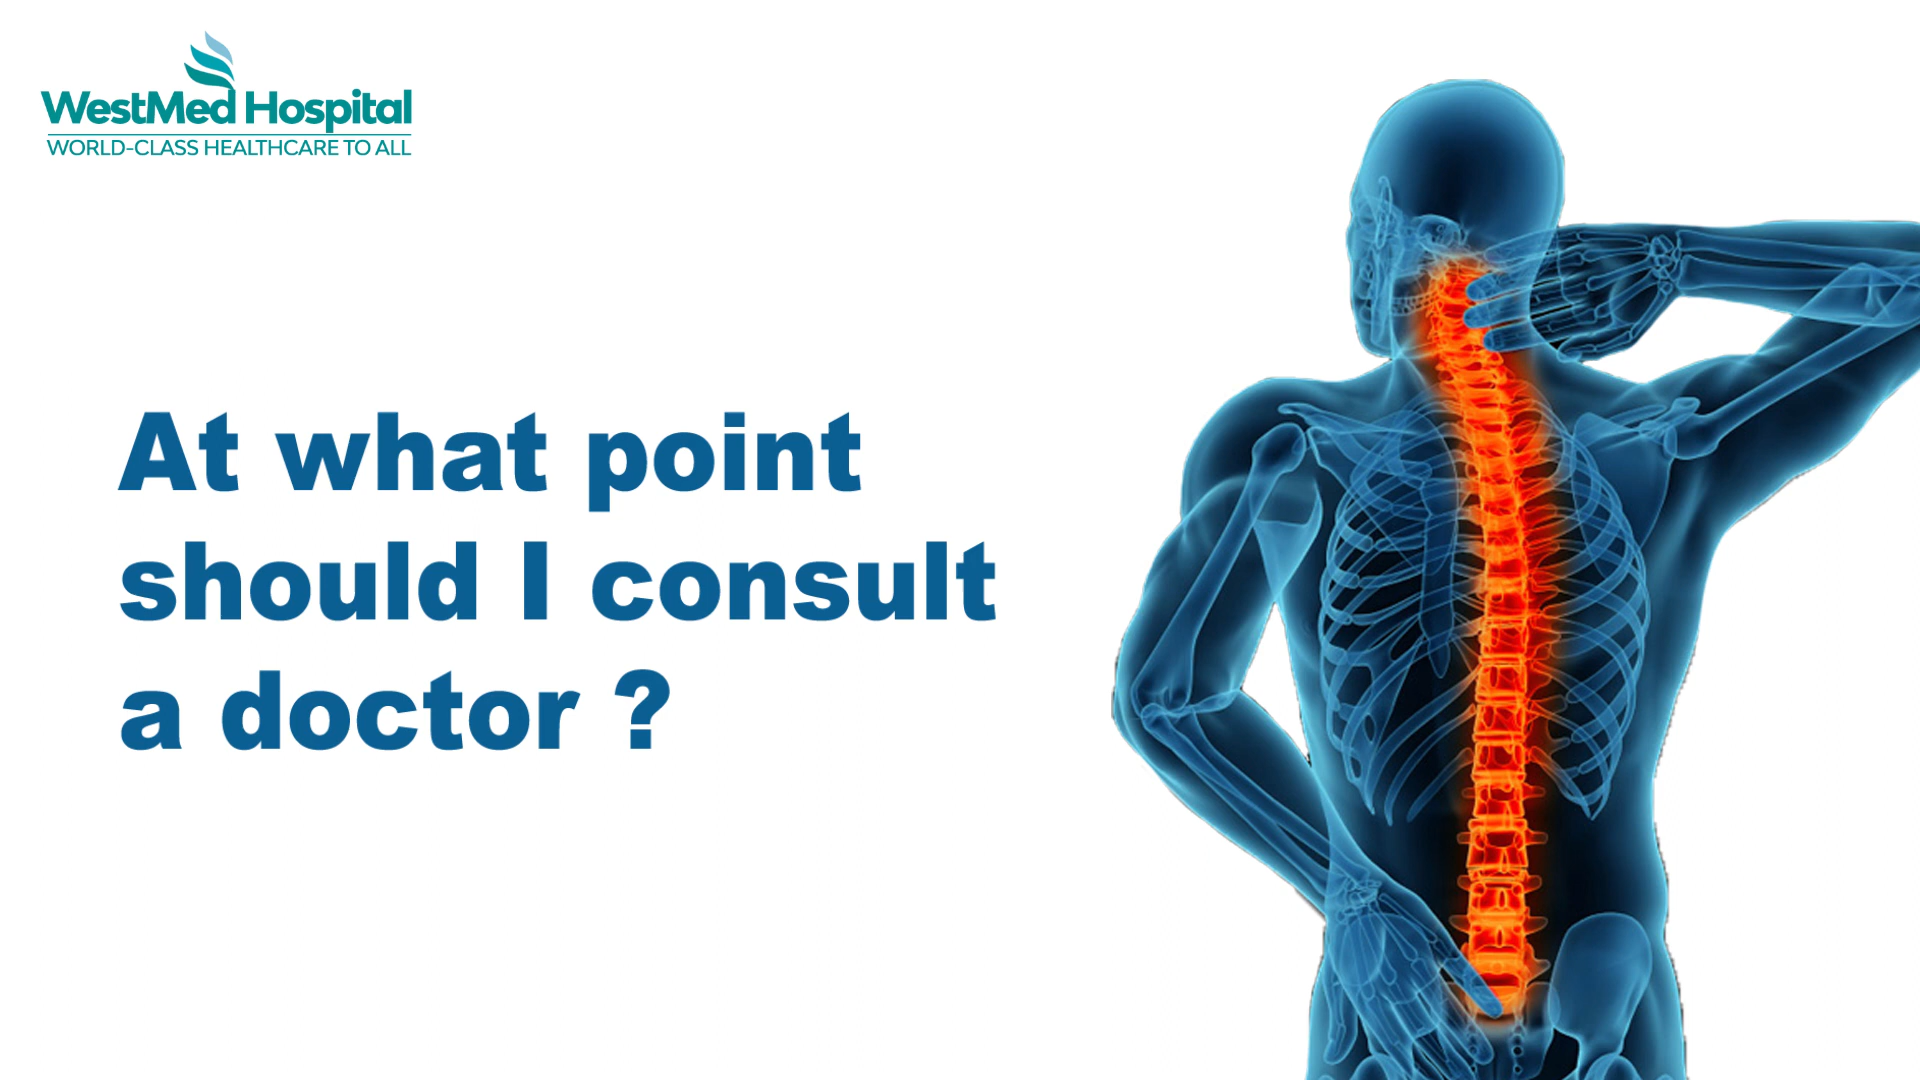 WestMed Hospital
WORLD-CLASS HEALTHCARE TO ALL
At what point
should I consult
a doctor ?